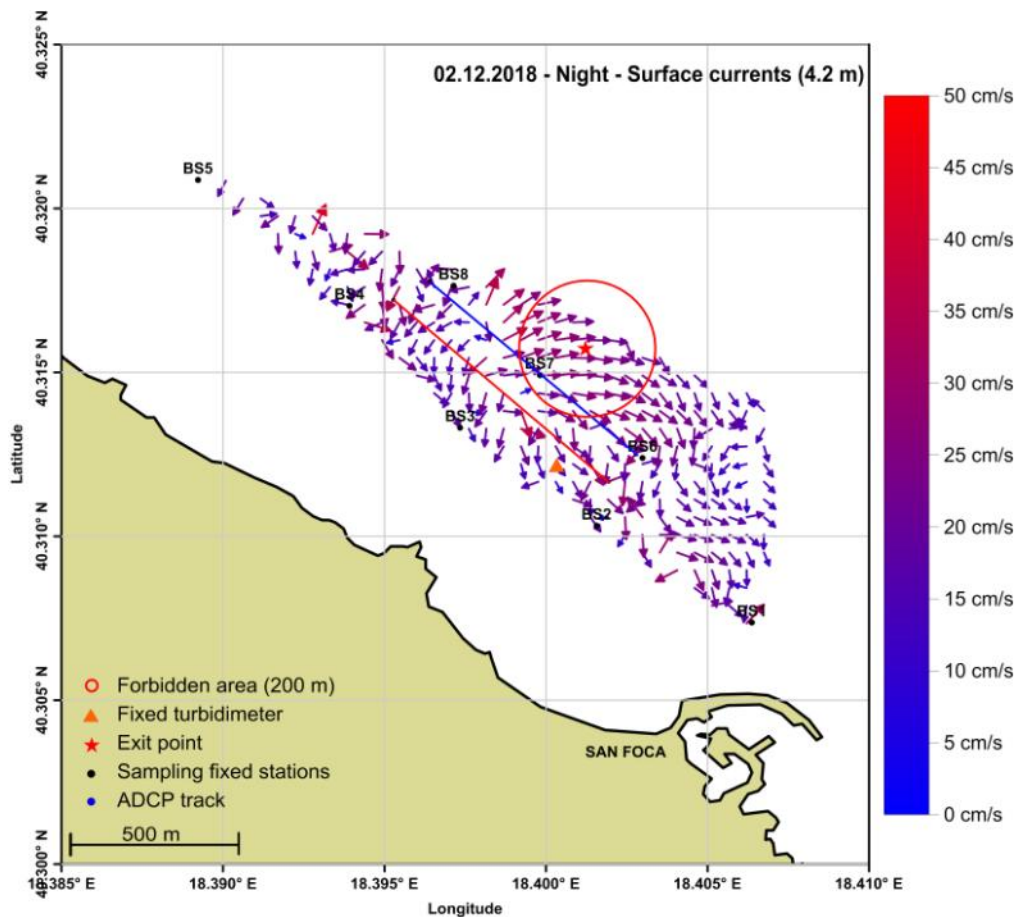 02.12.2018 - Night - Surface currents (4.2 m)
40.325° N
40.320° N
40.315° N
40.310° N
40.305° N
40.300° N
Latitude
BS5
BS8
BS4
BS7
BS3
BS6
BS2
BS1
Forbidden area (200 m)
Fixed turbidimeter
Exit point
Sampling fixed stations
ADCP track
500 m
SAN FOCA
18.385° E
18.390° E
18.395° E
18.400° E
18.405° E
18.410° E
Longitude
50 cm/s
45 cm/s
40 cm/s
35 cm/s
30 cm/s
25 cm/s
20 cm/s
15 cm/s
10 cm/s
5 cm/s
0 cm/s